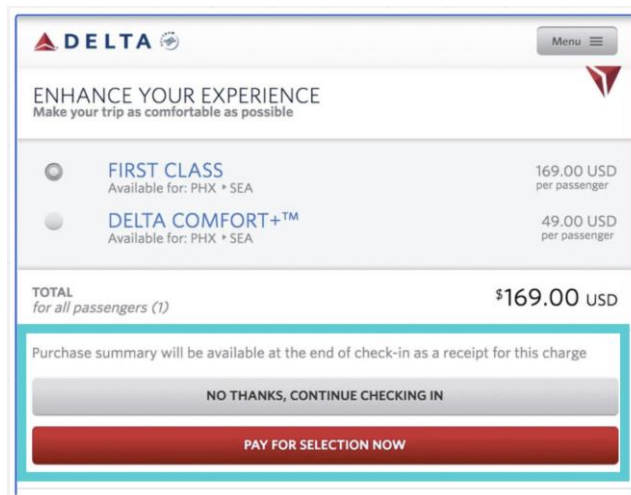 DELTA
Menu
ENHANCE YOUR EXPERIENCE
Make your trip as comfortable as possible
FIRST CLASS 169.00 USD
Available for: PHX ‣ SEA per passenger
DELTA COMFORT+™ 49.00 USD
Available for: PHX ‣ SEA per passenger
TOTAL $169.00 USD
for all passengers (1)
Purchase summary will be available at the end of check-in as a receipt for this charge
NO THANKS, CONTINUE CHECKING IN
PAY FOR SELECTION NOW